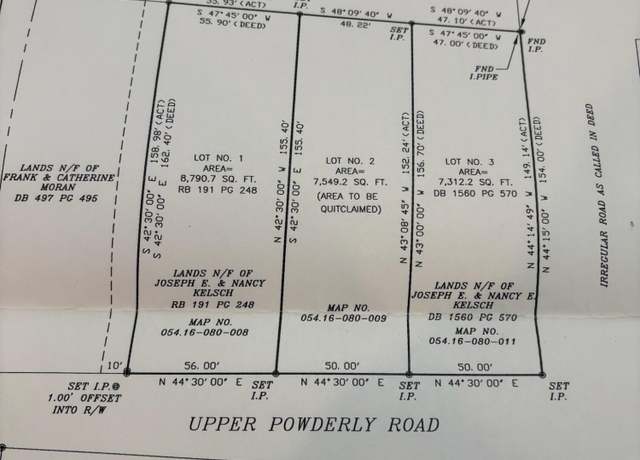 55.93'(ACT)
S 47°45' 00" W
55.90'(DEED)
I.P.
S 48°09' 40" W
48.22'
SET
I.P.
S 48°09' 40" W
47.10'(ACT)
S 47°45' 00" W
47.00'(DEED)
FND
I.P.
FND
I.PIPE
LANDS N/F OF
FRANK & CATHERINE
MORAN
DB 497 PG 495
S 42°30' 00" E 158.98'(ACT)
S 42°30' 00" E 162.40'(DEED)
LOT NO. 1
AREA=
8,790.7 SQ. FT.
RB 191 PG 248
LANDS N/F OF
JOSEPH E. & NANCY
KELSCH
RB 191 PG 248
MAP NO.
054.16-080-008
N 42°30' 00" W 155.40'
S 42°30' 00" E 155.40'
LOT NO. 2
AREA=
7,549.2 SQ. FT.
(AREA TO BE
QUITCLAIMED)
MAP NO.
054.16-080-009
N 43°08' 45" W 152.24'(ACT)
N 43°00' 00" W 156.70'(DEED)
LOT NO. 3
AREA=
7,312.2 SQ. FT.
DB 1560 PG 570
LANDS N/F OF
JOSEPH E. & NANCY E.
KELSCH
DB 1560 PG 570
MAP NO.
054.16-080-011
N 44°14' 49" W 149.14'(ACT)
N 44°15' 00" W 154.00'(DEED)
IRREGULAR ROAD AS CALLED IN DEED
10'
56.00'
50.00'
50.00'
N 44°30' 00" E
N 44°30' 00" E
N 44°30' 00" E
SET I.P.@
1.00' OFFSET
INTO R/W
SET
I.P.
SET
I.P.
SET
I.P.
UPPER POWDERLY ROAD